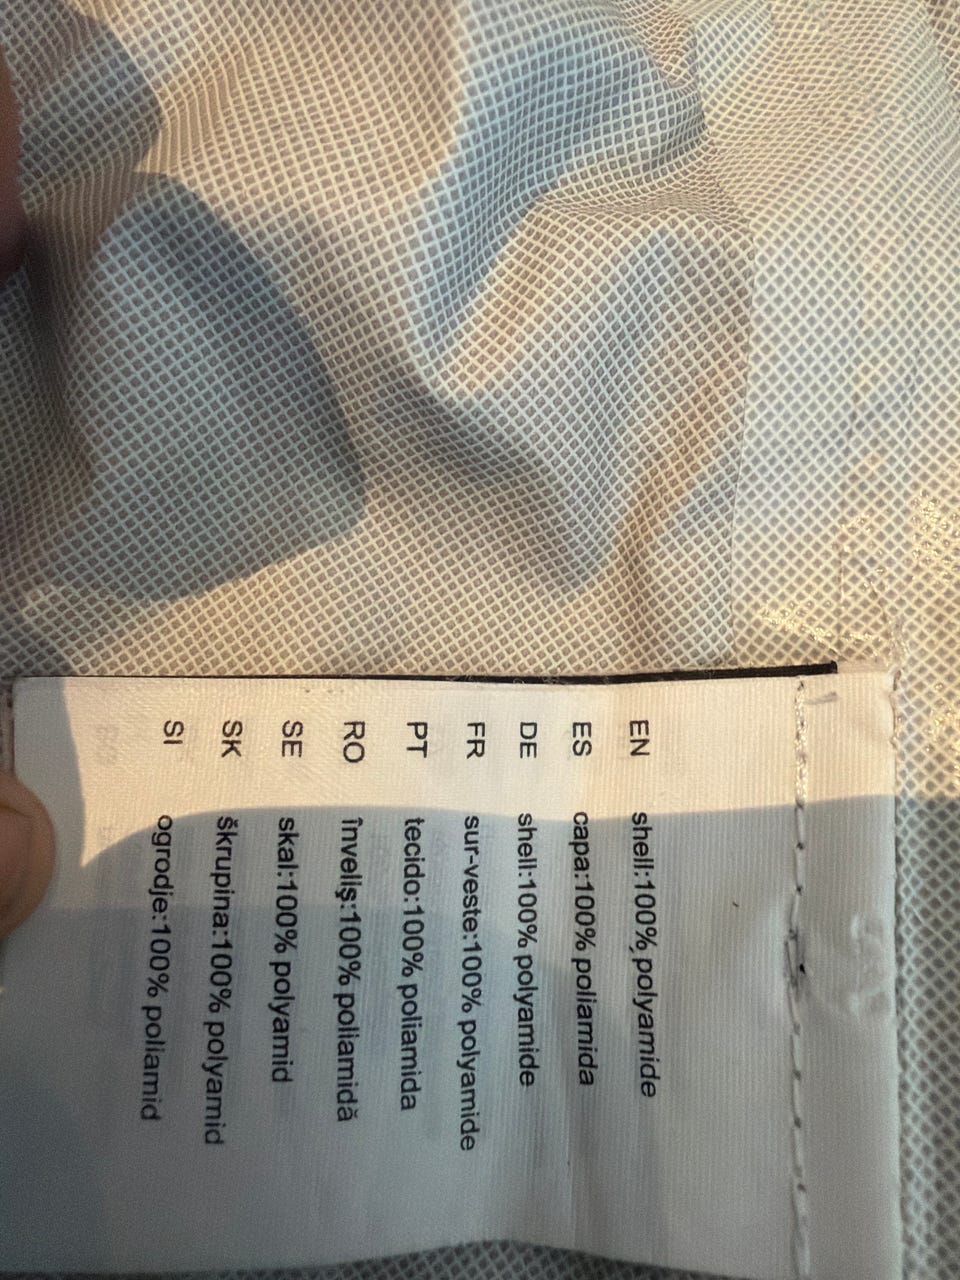 EN shell:100% polyamide
ES capa:100% poliamida
DE shell:100% polyamide
FR sur-veste:100% polyamide
PT tecido:100% poliamida
RO înveliş:100% poliamidă
SE skal:100% polyamid
SK škrupina:100% polyamid
SI ogrodje:100% poliamid